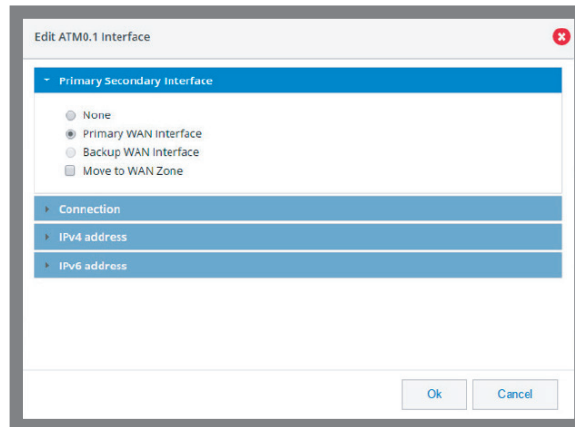 Edit ATM0.1 Interface
Primary Secondary Interface
None
Primary WAN Interface
Backup WAN Interface
Move to WAN Zone
Connection
IPv4 address
IPv6 address
Ok Cancel